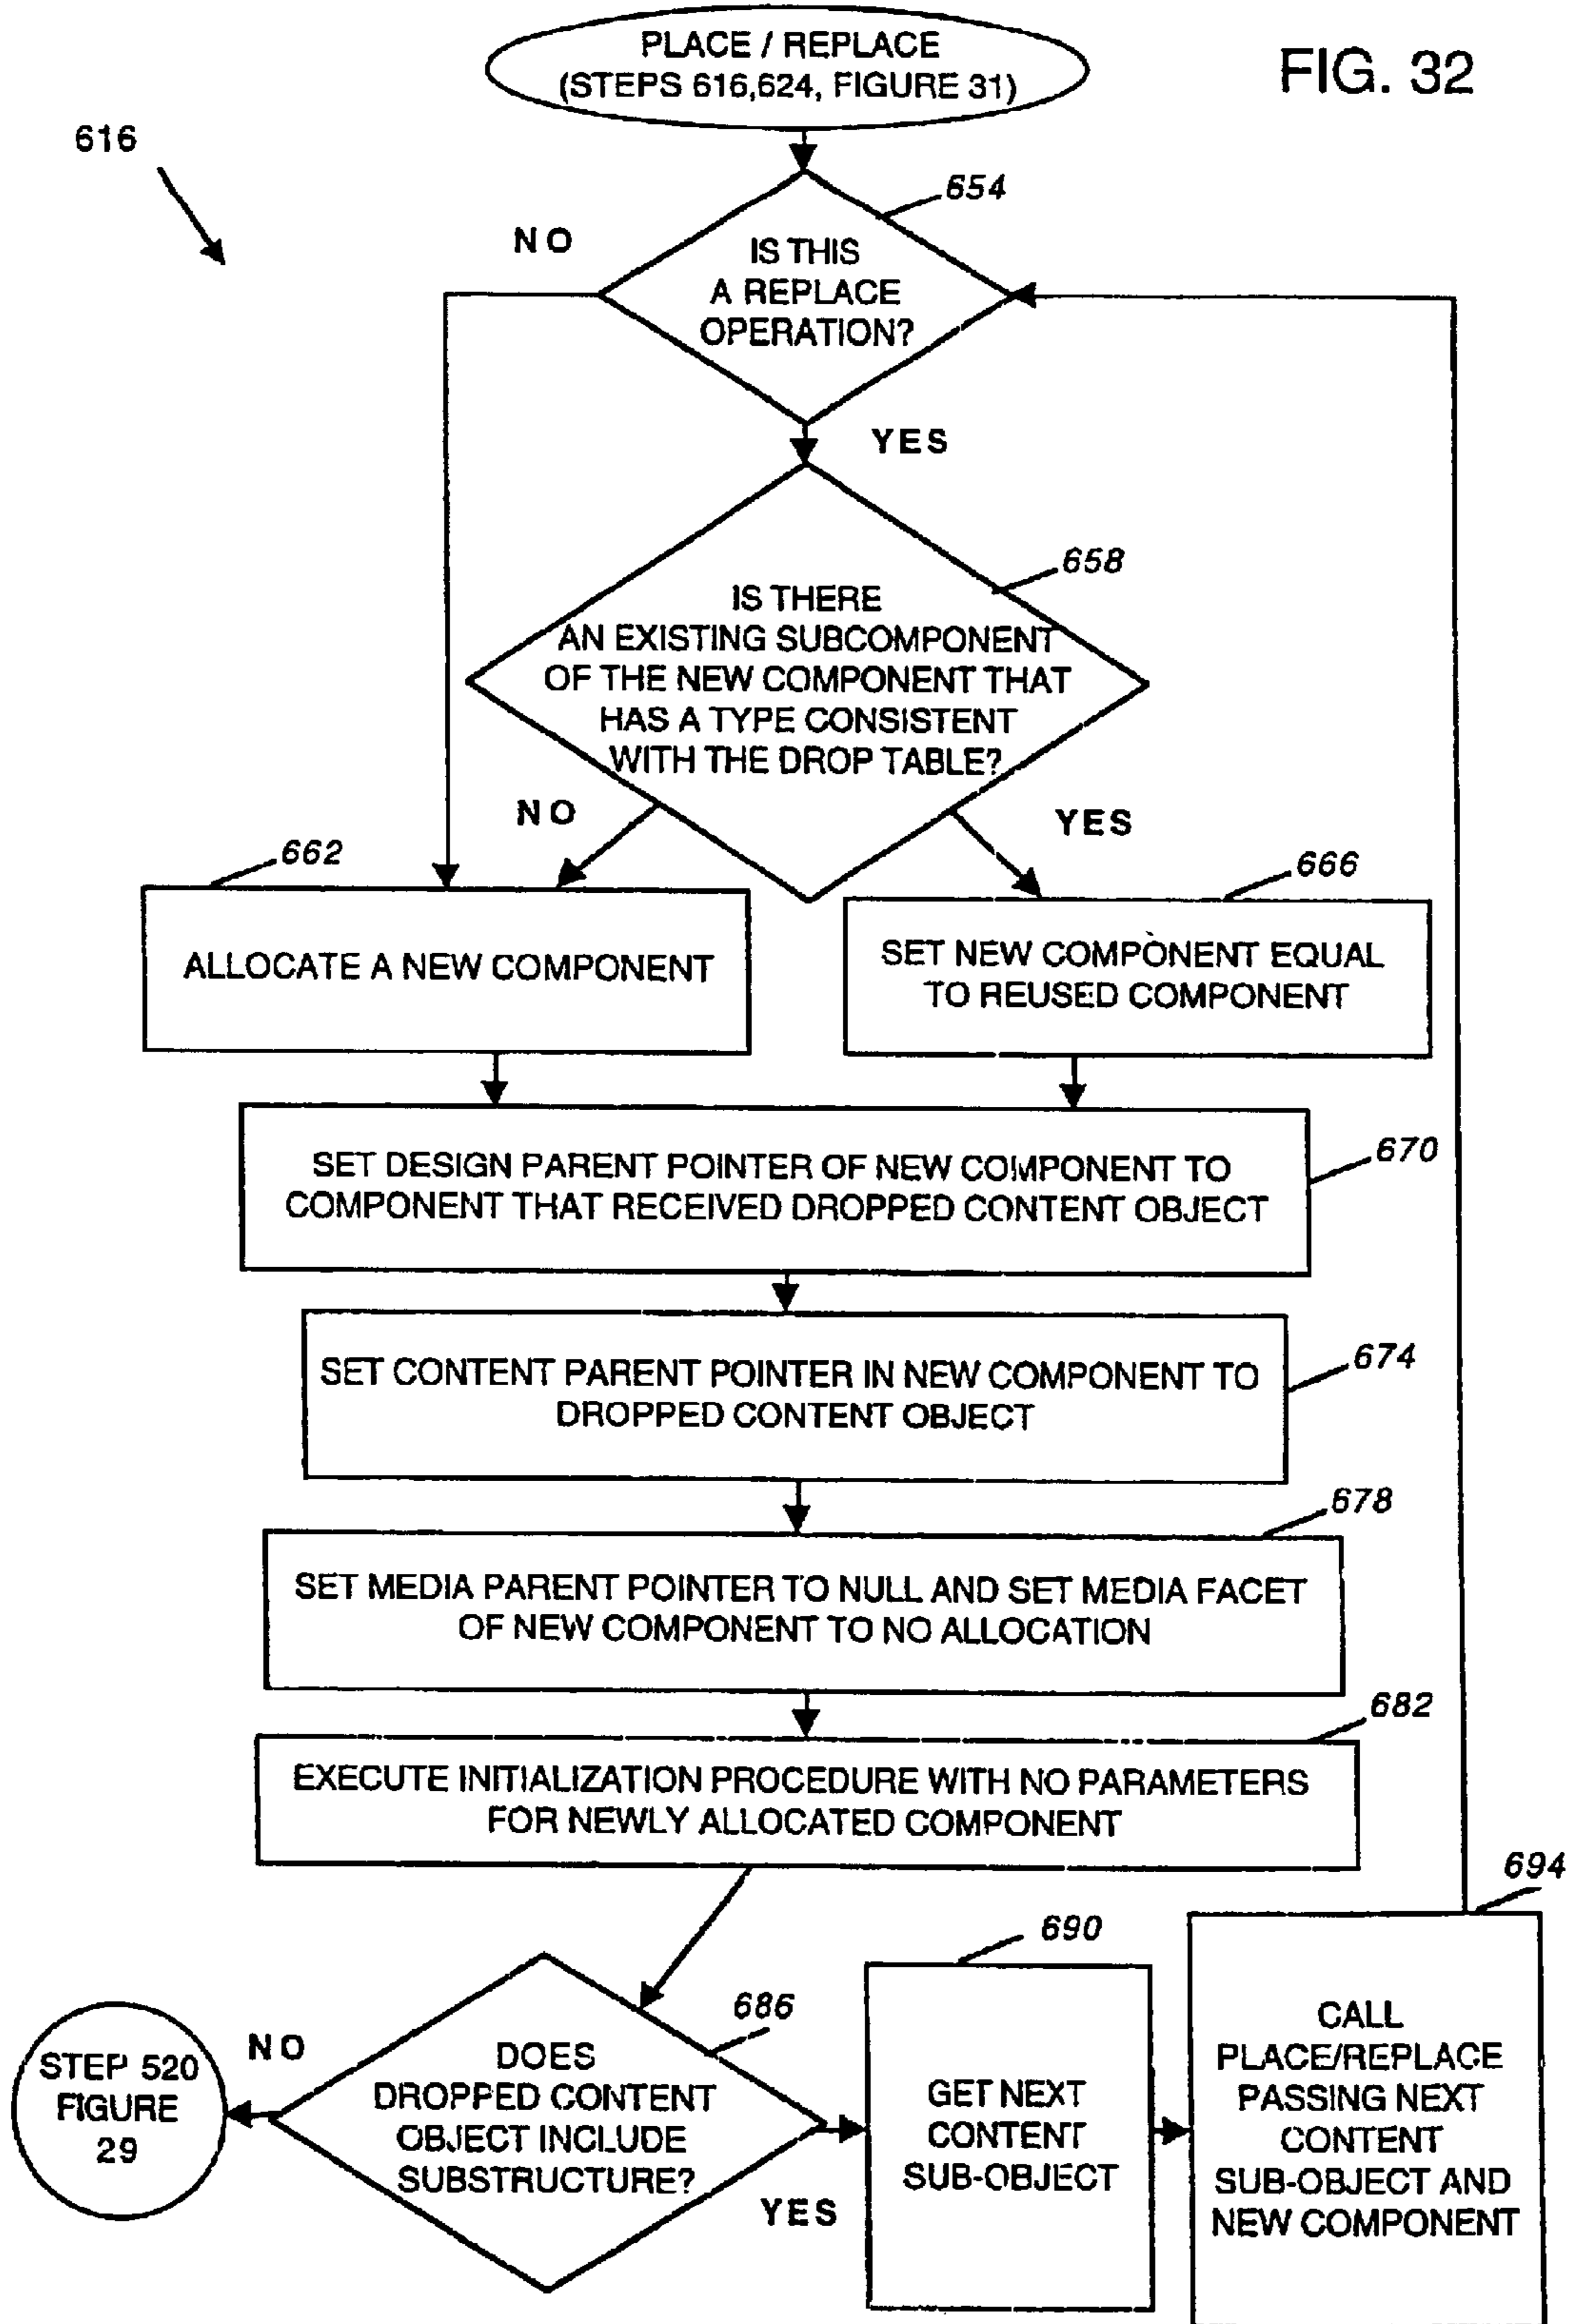 PLACE / REPLACE
(STEPS 616,624, FIGURE 31)
FIG. 32
616
654
NO
IS THIS
A REPLACE
OPERATION?
YES
658
IS THERE
AN EXISTING SUBCOMPONENT
OF THE NEW COMPONENT THAT
HAS A TYPE CONSISTENT
WITH THE DROP TABLE?
NO
YES
662
666
ALLOCATE A NEW COMPONENT
SET NEW COMPONENT EQUAL
TO REUSED COMPONENT
670
SET DESIGN PARENT POINTER OF NEW COMPONENT TO
COMPONENT THAT RECEIVED DROPPED CONTENT OBJECT
674
SET CONTENT PARENT POINTER IN NEW COMPONENT TO
DROPPED CONTENT OBJECT
678
SET MEDIA PARENT POINTER TO NULL AND SET MEDIA FACET
OF NEW COMPONENT TO NO ALLOCATION
682
EXECUTE INITIALIZATION PROCEDURE WITH NO PARAMETERS
FOR NEWLY ALLOCATED COMPONENT
686
DOES
DROPPED CONTENT
OBJECT INCLUDE
SUBSTRUCTURE?
NO
STEP 520
FIGURE
29
YES
690
GET NEXT
CONTENT
SUB-OBJECT
694
CALL
PLACE/REPLACE
PASSING NEXT
CONTENT
SUB-OBJECT AND
NEW COMPONENT